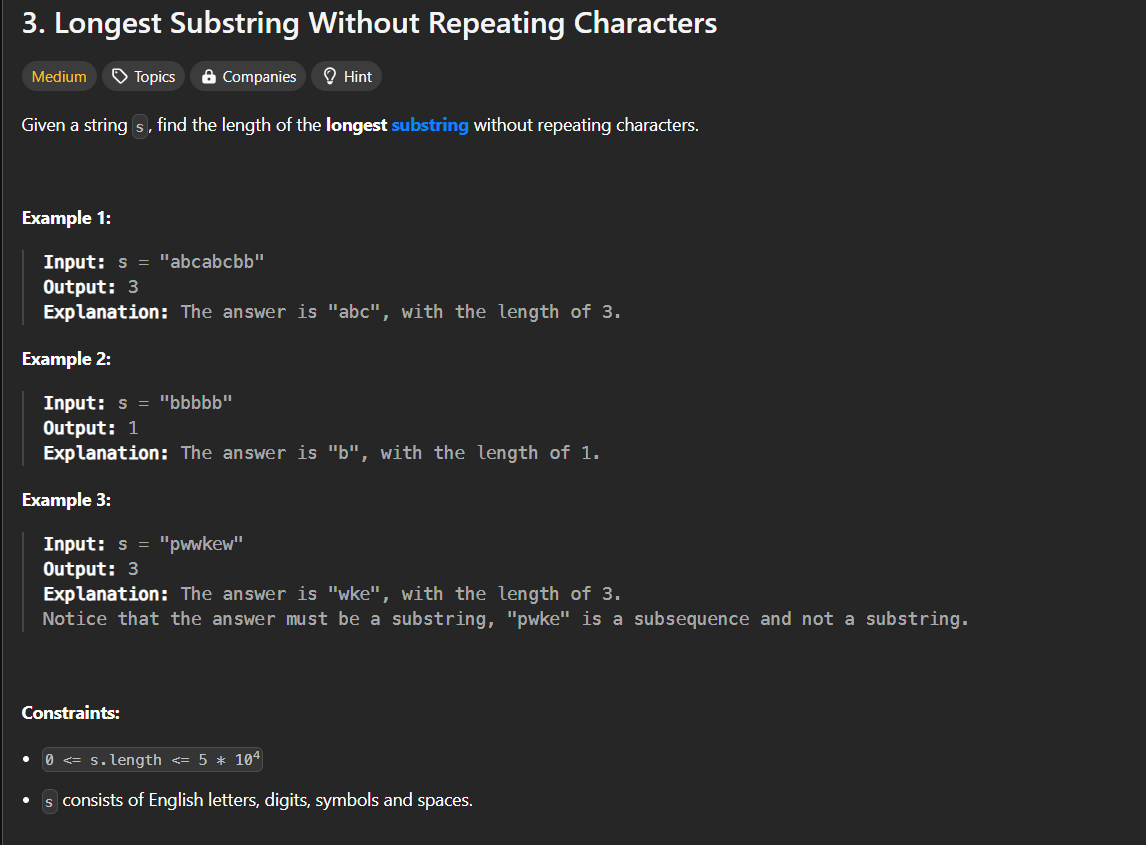 3. Longest Substring Without Repeating Characters
Medium Topics Companies Hint
Given a string s, find the length of the longest substring without repeating characters.
Example 1:
Input: s = "abcabcbb"
Output: 3
Explanation: The answer is "abc", with the length of 3.
Example 2:
Input: s = "bbbbb"
Output: 1
Explanation: The answer is "b", with the length of 1.
Example 3:
Input: s = "pwwkew"
Output: 3
Explanation: The answer is "wke", with the length of 3.
Notice that the answer must be a substring, "pwke" is a subsequence and not a substring.
Constraints:
• 0 <= s.length <= 5 * 10⁴
• s consists of English letters, digits, symbols and spaces.